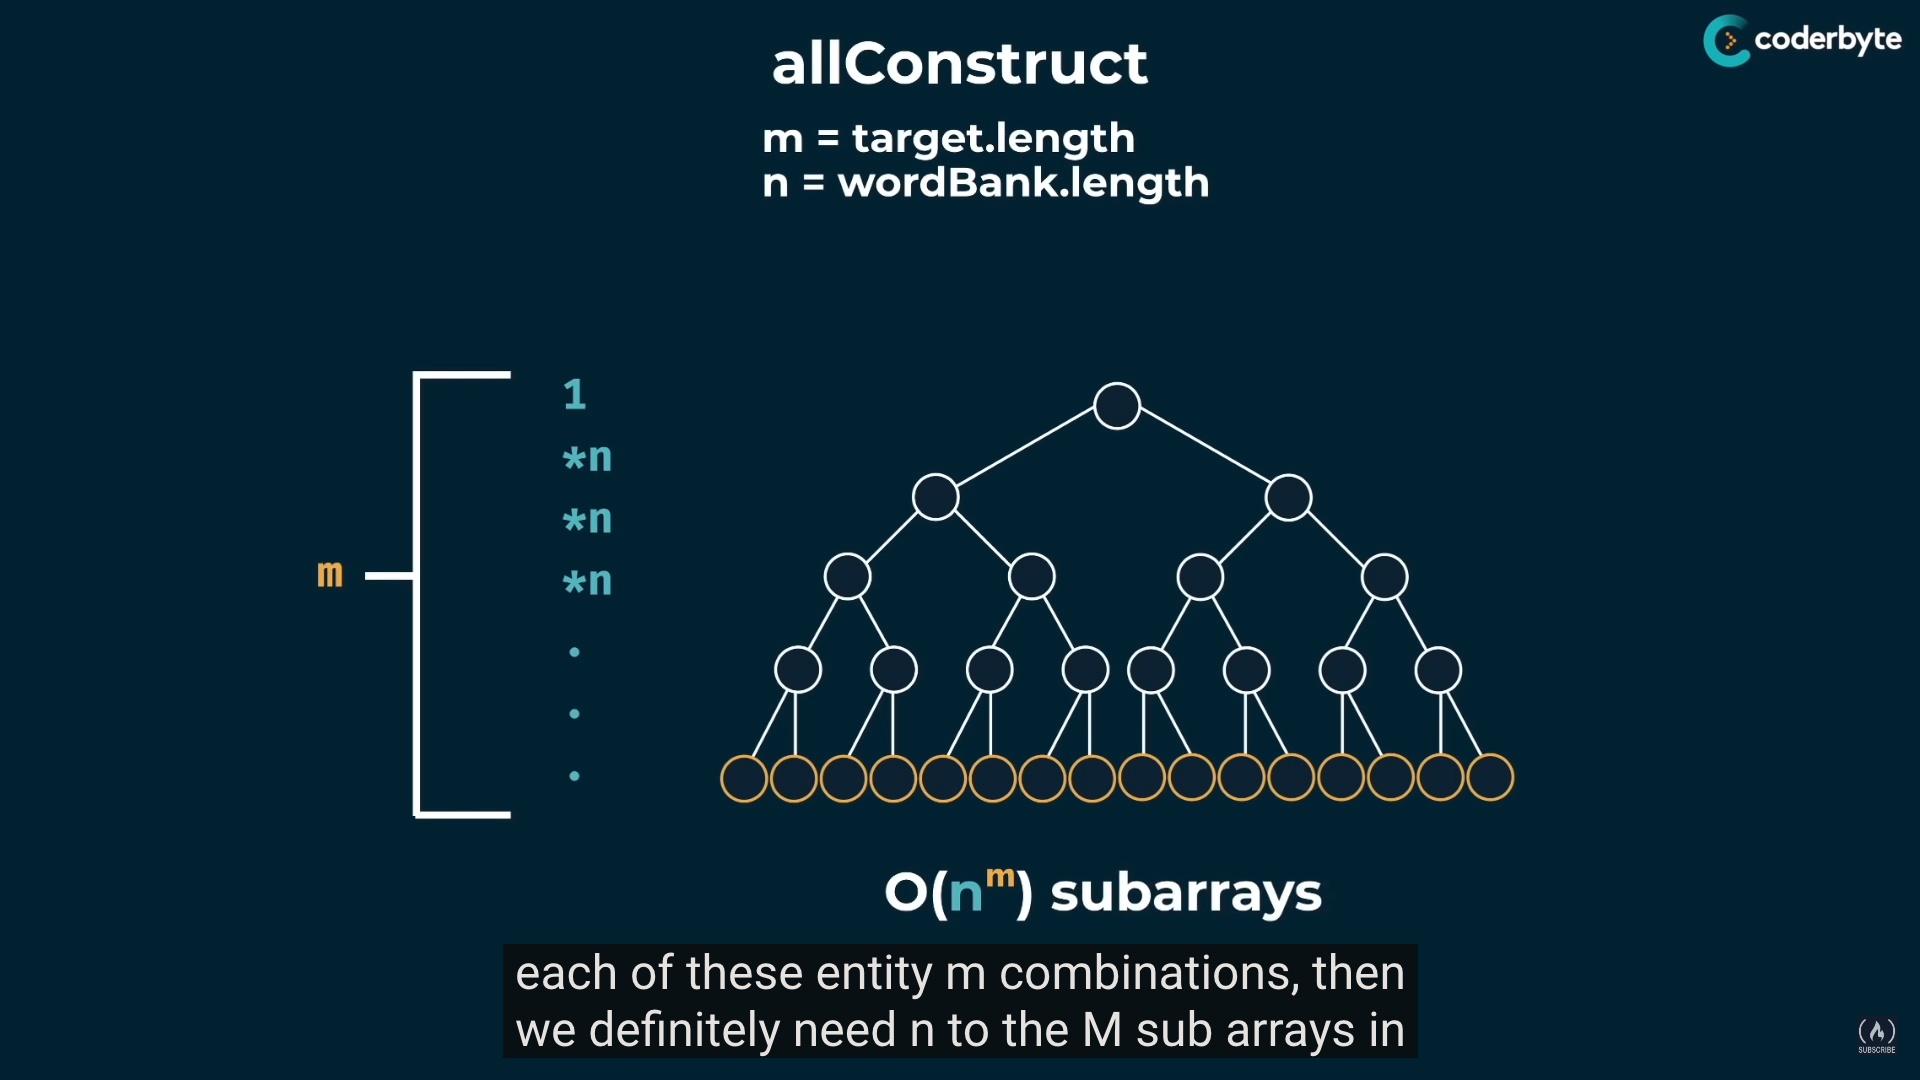 coderbyte
allConstruct
m = target.length
n = wordBank.length
1
*n
*n
m
*n
.
.
.
O(nᵐ) subarrays
each of these entity m combinations, then
we definitely need n to the M sub arrays in
SUBSCRIBE